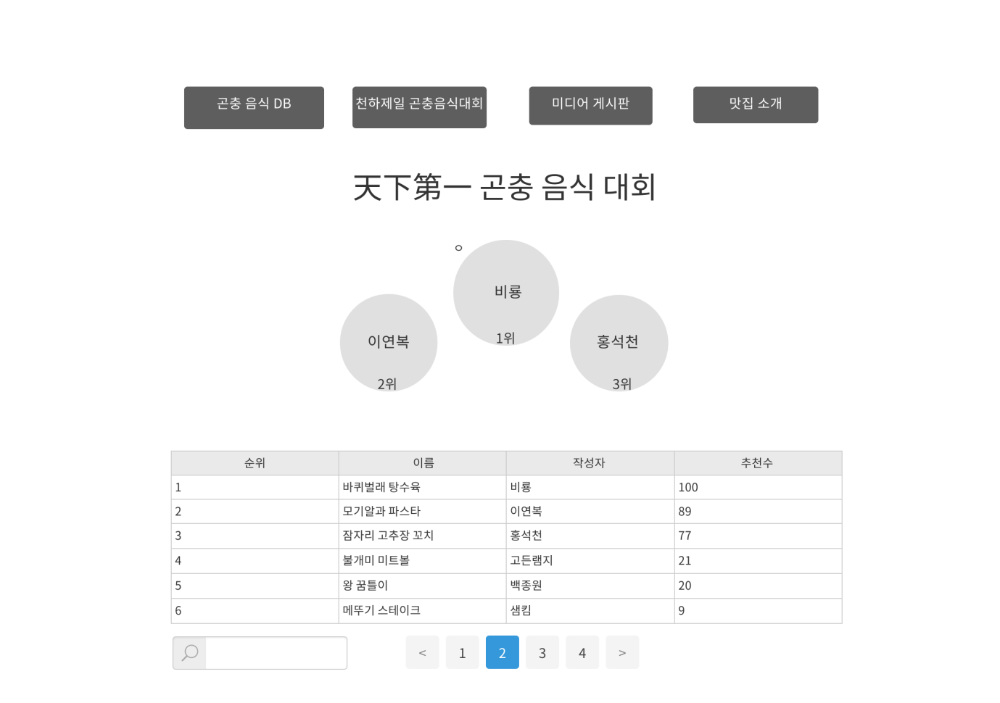 곤충 음식 DB
천하제일 곤충음식대회
미디어 게시판
맛집 소개
天下第一 곤충 음식 대회
ㅇ
비룡
1위
이연복
2위
홍석천
3위
순위 이름 작성자 추천수
1 바퀴벌래 탕수육 비룡 100
2 모기알과 파스타 이연복 89
3 잠자리 고추장 꼬치 홍석천 77
4 불개미 미트볼 고든램지 21
5 왕 꿈틀이 백종원 20
6 메뚜기 스테이크 샘킴 9
< 1 2 3 4 >